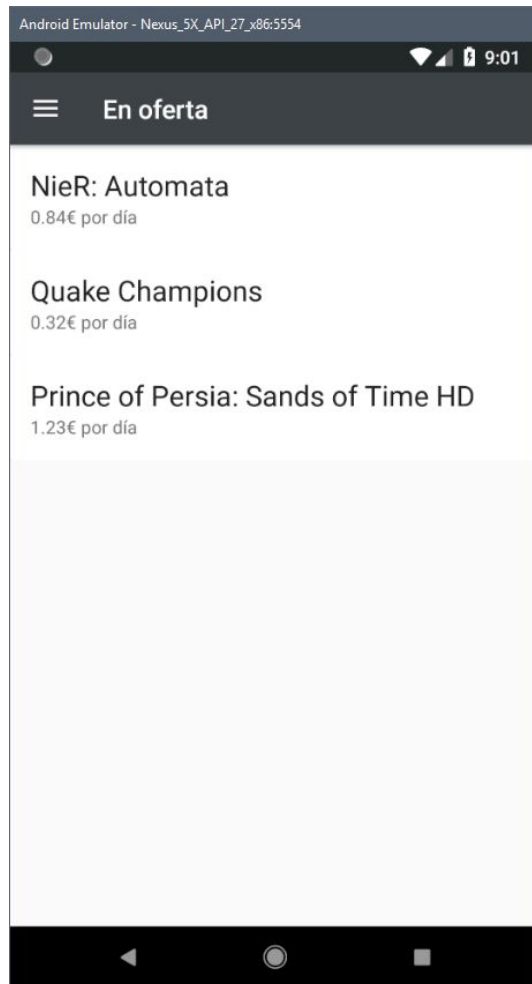 Android Emulator - Nexus_5X_API_27_x86:5554
9:01
En oferta
NieR: Automata
0.84€ por día
Quake Champions
0.32€ por día
Prince of Persia: Sands of Time HD
1.23€ por día